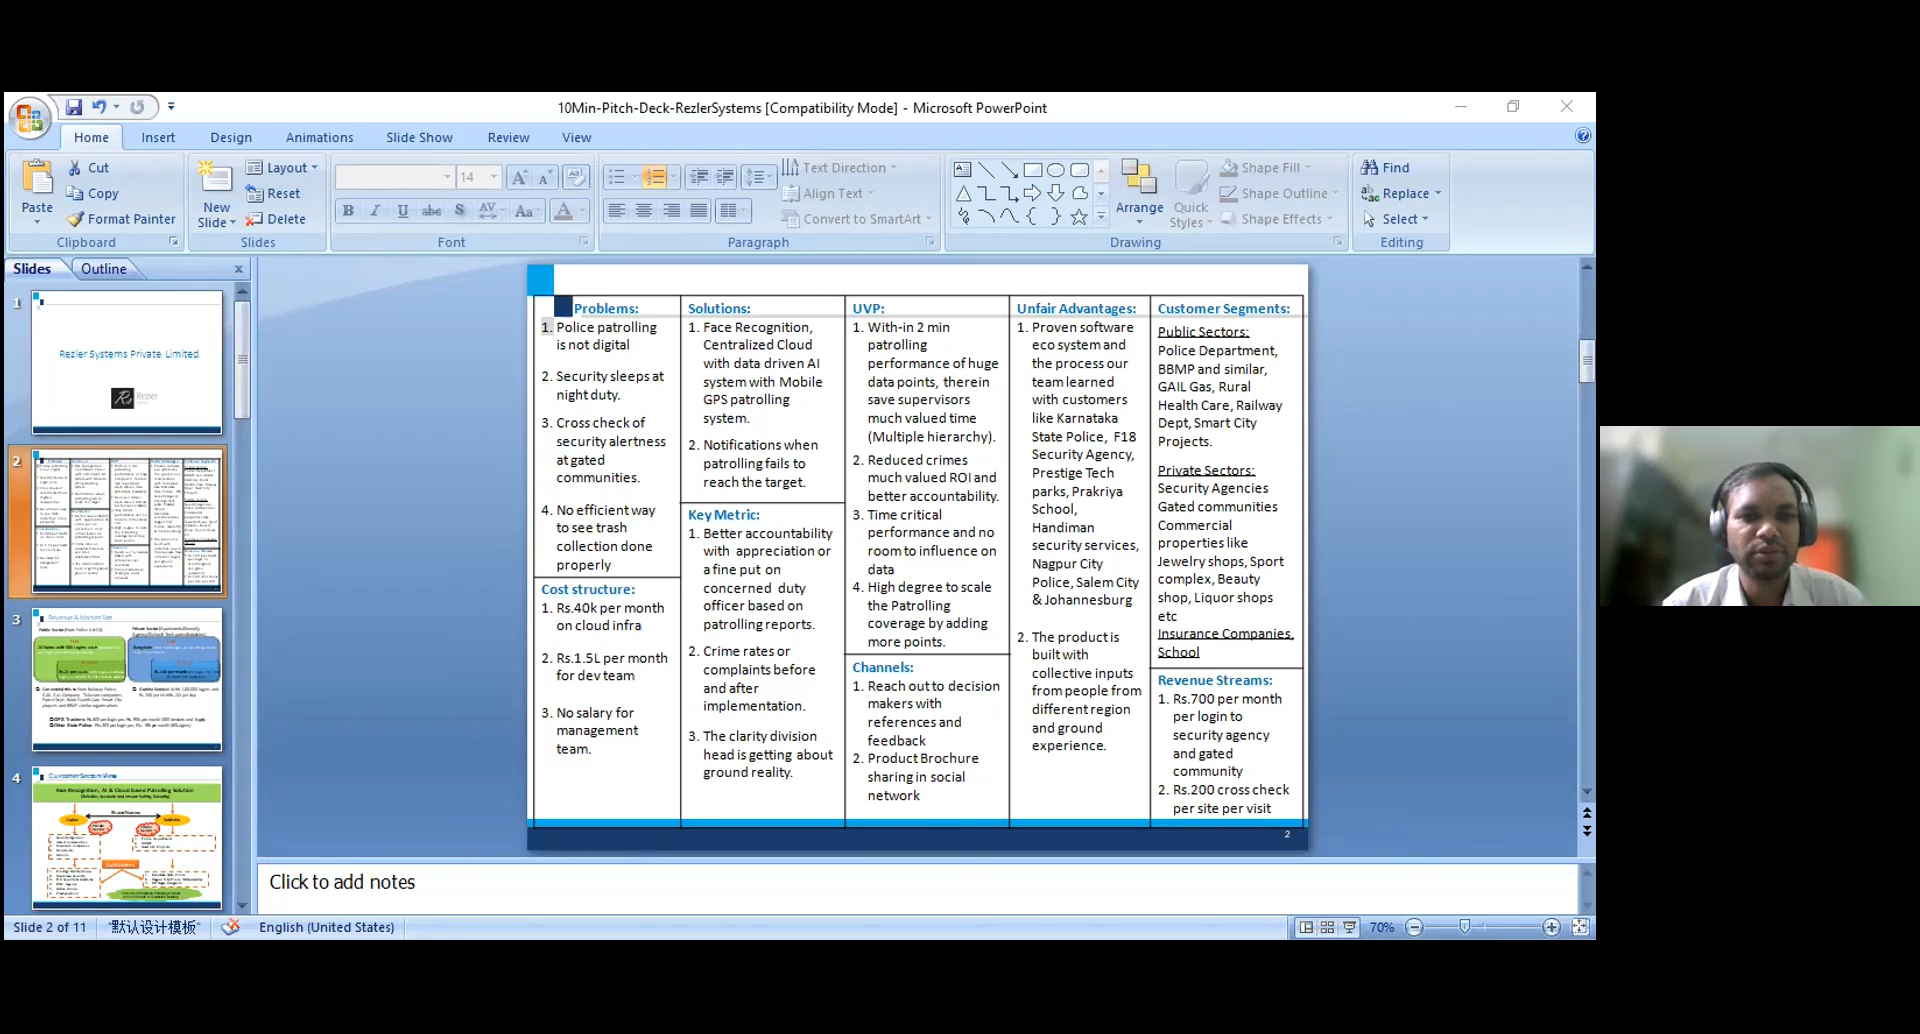 10Min-Pitch-Deck-RezlerSystems [Compatibility Mode] - Microsoft PowerPoint
Home Insert Design Animations Slide Show Review View
Paste
Cut
Copy
Format Painter
Clipboard
New
Slide
Layout
Reset
Delete
Slides
14
Font
Text Direction
Align Text
Convert to SmartArt
Paragraph
Arrange
Quick
Styles
Shape Fill
Shape Outline
Shape Effects
Drawing
Find
Replace
Select
Editing
Slides Outline
1
Rezler Systems Private Limited
2
3
Revenue & Market Size
4
Customer Sectors View
Face Recognition, AI & Cloud based Patrolling Solution
Problems:
1. Police patrolling
is not digital
2. Security sleeps at
night duty.
3. Cross check of
security alertness
at gated
communities.
4. No efficient way
to see trash
collection done
properly
Cost structure:
1. Rs.40k per month
on cloud infra
2. Rs.1.5L per month
for dev team
3. No salary for
management
team.
Solutions:
1. Face Recognition,
Centralized Cloud
with data driven AI
system with Mobile
GPS patrolling
system.
2. Notifications when
patrolling fails to
reach the target.
Key Metric:
1. Better accountability
with appreciation or
a fine put on
concerned duty
officer based on
patrolling reports.
2. Crime rates or
complaints before
and after
implementation.
3. The clarity division
head is getting about
ground reality.
UVP:
1. With-in 2 min
patrolling
performance of huge
data points, therein
save supervisors
much valued time
(Multiple hierarchy).
2. Reduced crimes
much valued ROI and
better accountability.
3. Time critical
performance and no
room to influence on
data
4. High degree to scale
the Patrolling
coverage by adding
more points.
Channels:
1. Reach out to decision
makers with
references and
feedback
2. Product Brochure
sharing in social
network
Unfair Advantages:
1. Proven software
eco system and
the process our
team learned
with customers
like Karnataka
State Police, F18
Security Agency,
Prestige Tech
parks, Prakriya
School,
Handiman
security services,
Nagpur City
Police, Salem City
& Johannesburg
2. The product is
built with
collective inputs
from people from
different region
and ground
experience.
Customer Segments:
Public Sectors:
Police Department,
BBMP and similar,
GAIL Gas, Rural
Health Care, Railway
Dept, Smart City
Projects.
Private Sectors:
Security Agencies
Gated communities
Commercial
properties like
Jewelry shops, Sport
complex, Beauty
shop, Liquor shops
etc
Insurance Companies,
School
Revenue Streams:
1. Rs.700 per month
per login to
security agency
and gated
community
2. Rs.200 cross check
per site per visit
2
Click to add notes
Slide 2 of 11 "默认设计模板" English (United States) 70%